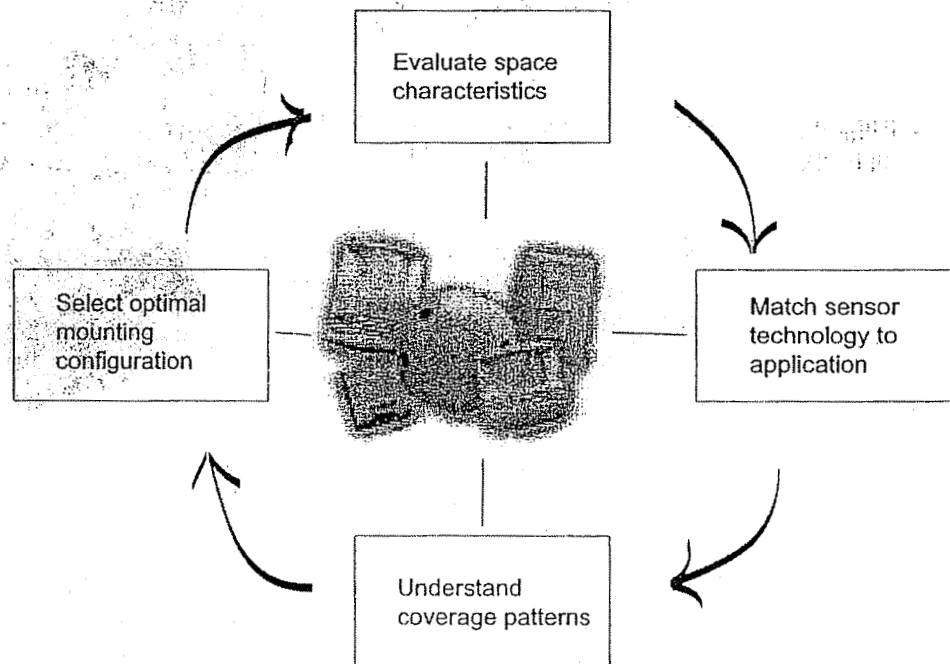 Evaluate space
characteristics
Match sensor
technology to
application
Understand
coverage patterns
Select optimal
mounting
configuration